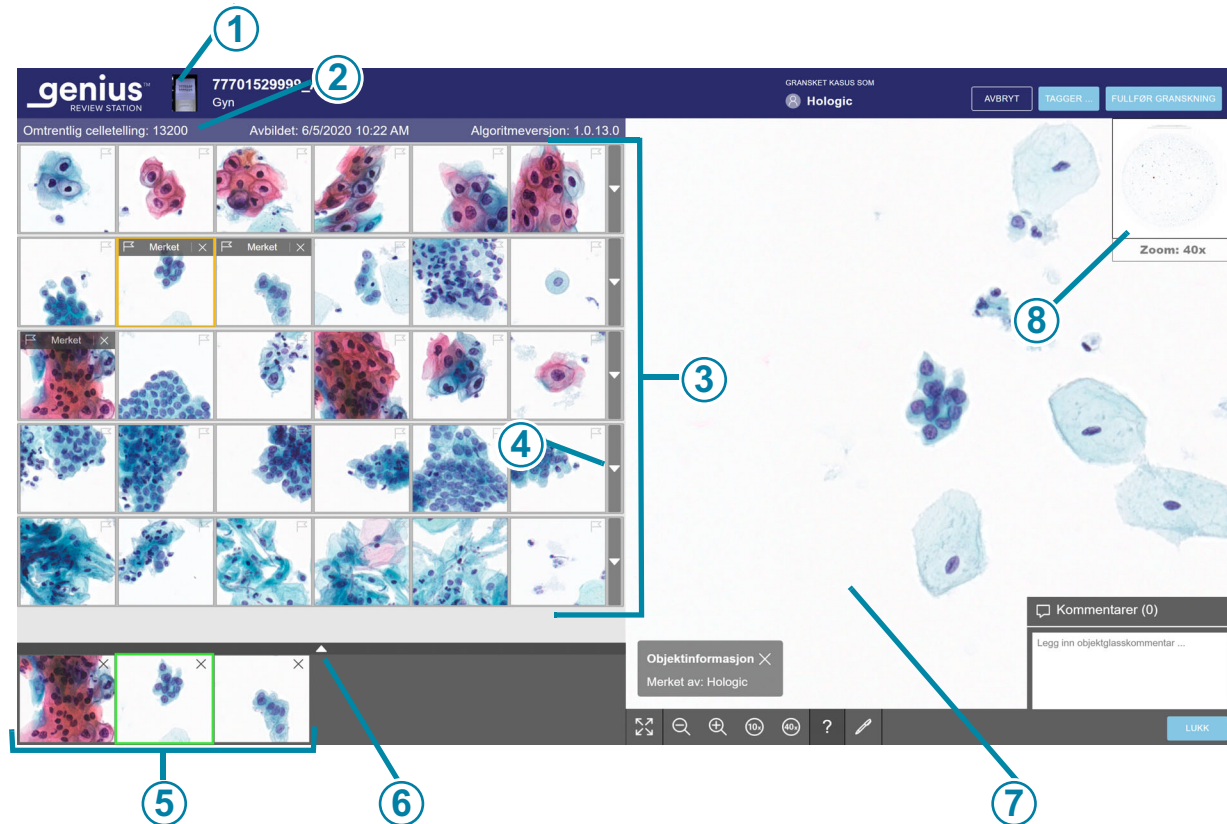 1
2
genius™
REVIEW STATION
77701529999_
Gyn
GRANSKET KASUS SOM
Hologic
AVBRYT
TAGGER ...
FULLFØR GRANSKNING
Omtrentlig celletelling: 13200
Avbildet: 6/5/2020 10:22 AM
Algoritmeversjon: 1.0.13.0
Merket
Merket
Zoom: 40x
8
Merket
3
4
Kommentarer (0)
Legg inn objektglasskommentar ...
Objektinformasjon
Merket av: Hologic
10x
40x
?
LUKK
5
6
7